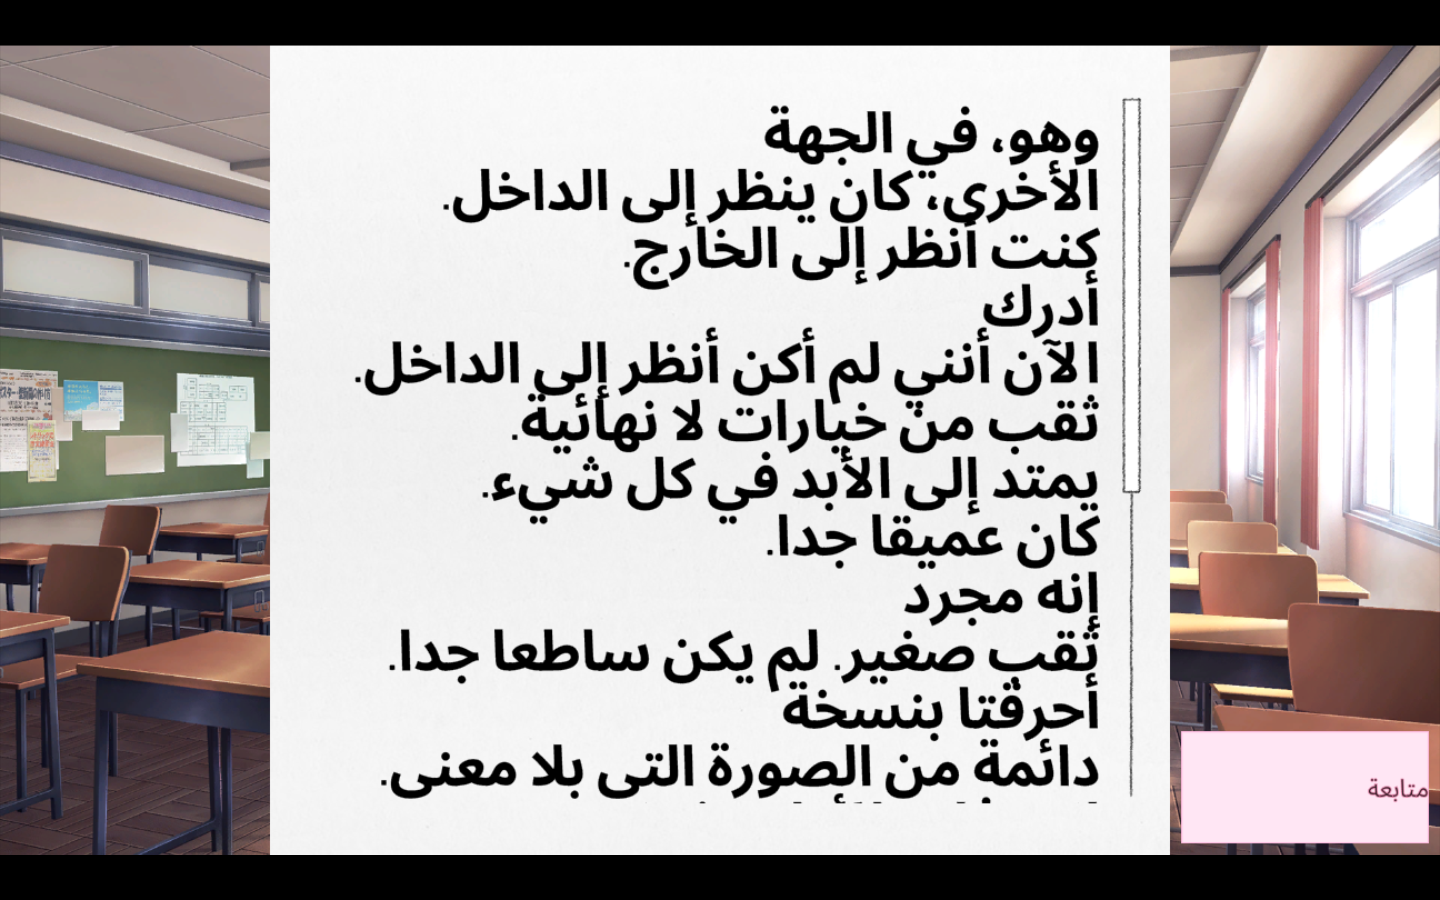 وهو، في الجهة
الأخرى، كان ينظر إلى الداخل.
كنت أنظر إلى الخارج.
أدرك
الآن أنني لم أكن أنظر إلى الداخل.
ثقب من خيارات لا نهائية.
يمتد إلى الأبد في كل شيء.
كان عميقا جدا.
إنه مجرد
ثقب صغير. لم يكن ساطعا جدا.
أحرقتا بنسخة
دائمة من الصورة التي بلا معنى.
متابعة